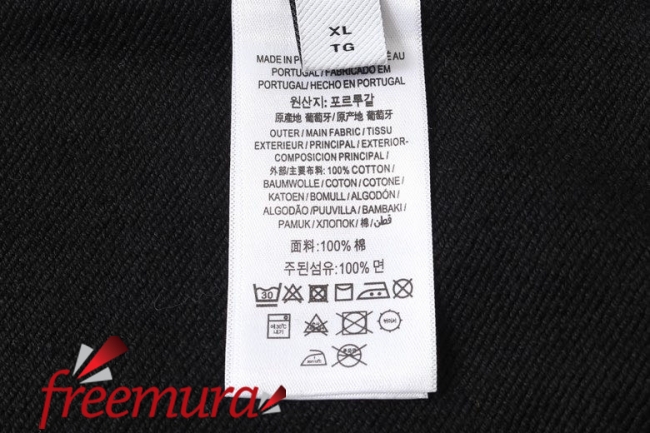 XL
TG
MADE IN P É AU
PORTUGAL / FABRICADO EM
PORTUGAL/ HECHO EN PORTUGAL
원산지: 포르투갈
原產地 葡萄牙/ 原产地 葡萄牙
OUTER / MAIN FABRIC / TISSU
EXTERIEUR / PRINCIPAL / EXTERIOR-
COMPOSITION PRINCIPAL /
外部/主要布料: 100% COTTON /
BAUMWOLLE / COTON / COTONE /
KATOEN / BOMULL / ALGODÓN /
ALGODÃO / PUUVILLA / BAMBAKI /
PAMUK / ХЛОПОК / 棉 / قطن
面料:100% 棉
주된섬유:100% 면
30
freemura